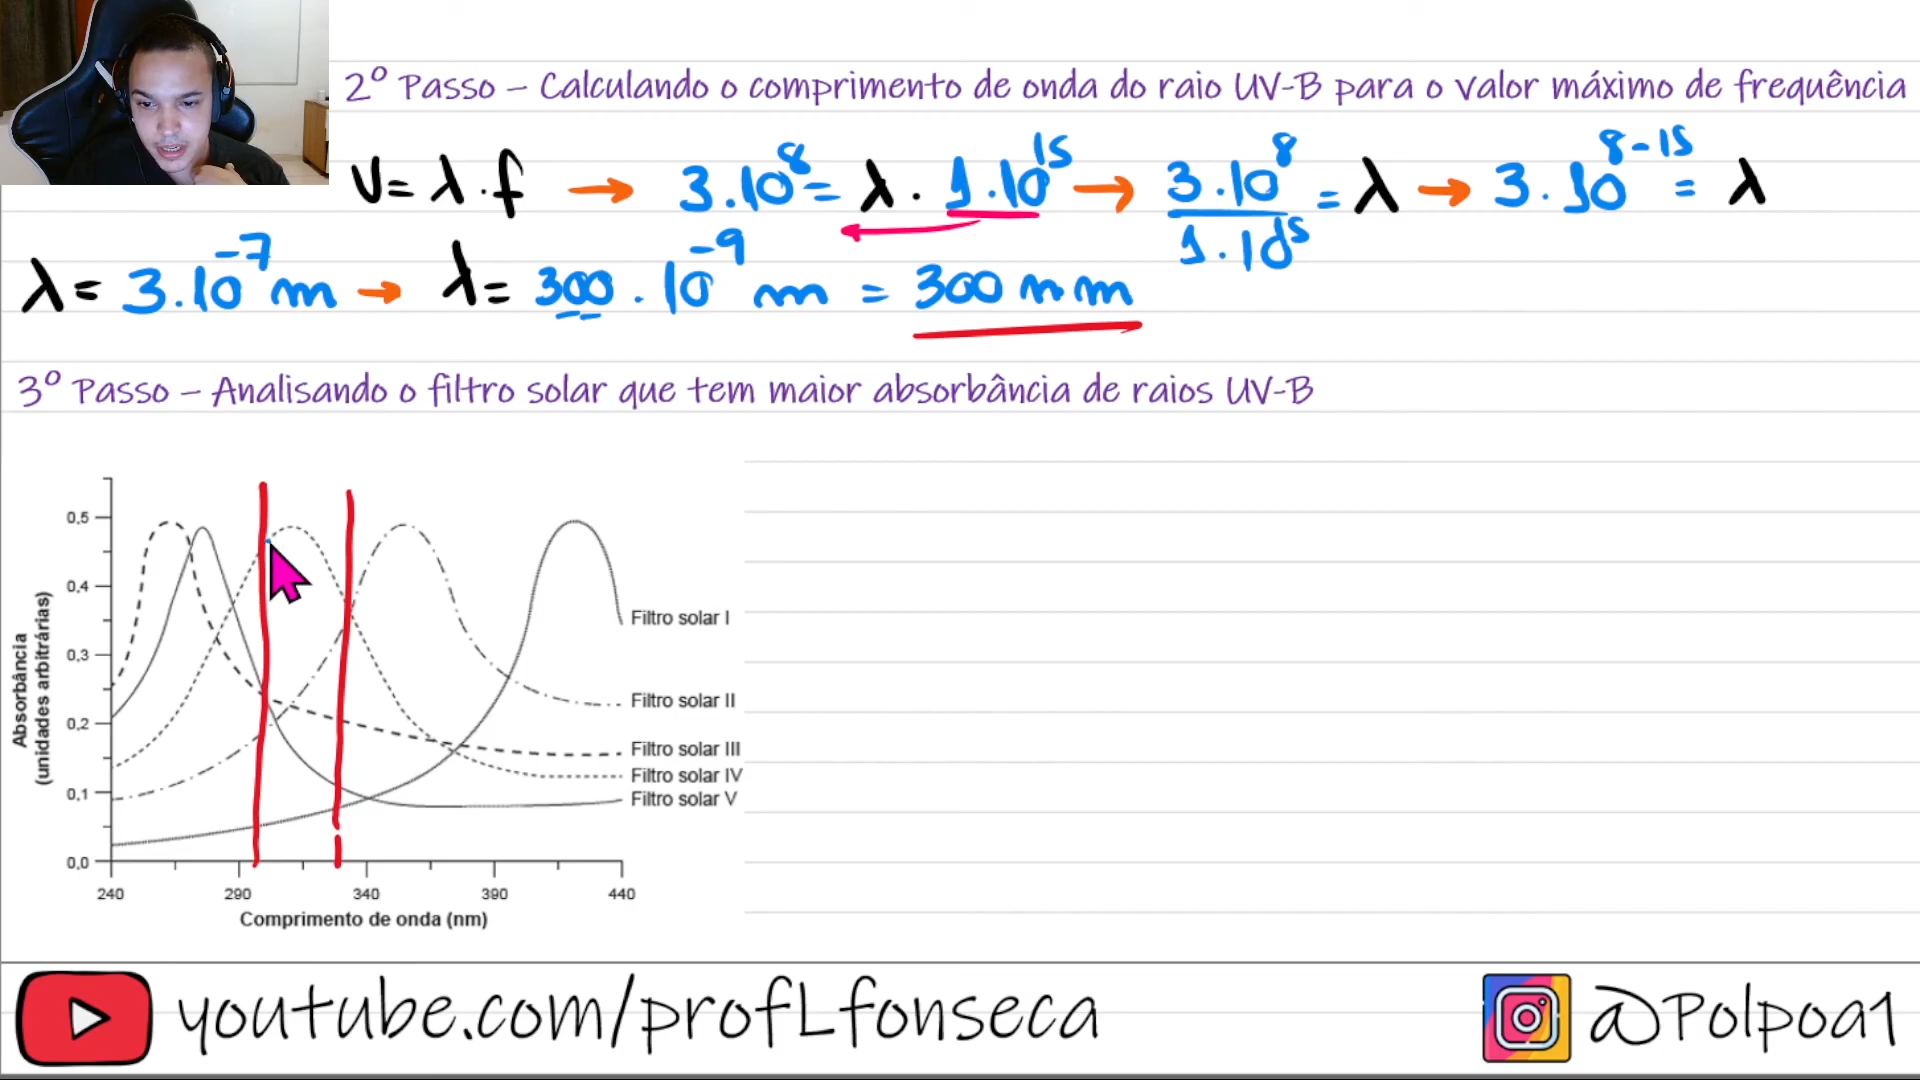 2º Passo – Calculando o comprimento de onda do raio UV-B para o valor máximo de frequência
V = λ . f → 3.10⁸ = λ . 1.10¹⁵ → 3.10⁸ / 1.10¹⁵ = λ → 3.10⁸⁻¹⁵ = λ
λ = 3.10⁻⁷ m → λ = 300 . 10⁻⁹ m = 300 nm
3º Passo – Analisando o filtro solar que tem maior absorbância de raios UV-B
Absorbância
(unidades arbitrárias)
0,5
0,4
0,3
0,2
0,1
0,0
Filtro solar I
Filtro solar II
Filtro solar III
Filtro solar IV
Filtro solar V
240 290 340 390 440
Comprimento de onda (nm)
youtube.com/profLfonseca @Polpoa1